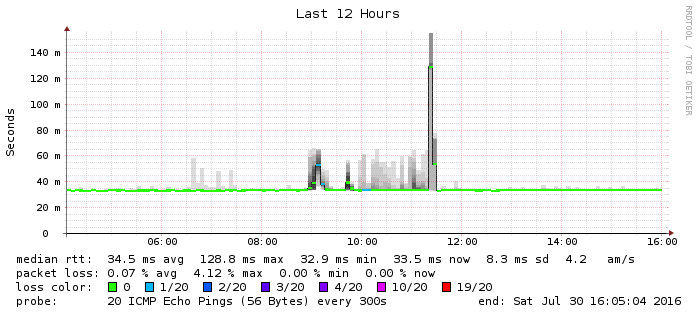 Last 12 Hours
RRDTOOL / TOBI OETIKER
Seconds
140 m
120 m
100 m
80 m
60 m
40 m
20 m
0
06:00 08:00 10:00 12:00 14:00 16:00
median rtt: 34.5 ms avg 128.8 ms max 32.9 ms min 33.5 ms now 8.3 ms sd 4.2 am/s
packet loss: 0.07 % avg 4.12 % max 0.00 % min 0.00 % now
loss color: 0 1/20 2/20 3/20 4/20 10/20 19/20
probe: 20 ICMP Echo Pings (56 Bytes) every 300s end: Sat Jul 30 16:05:04 2016